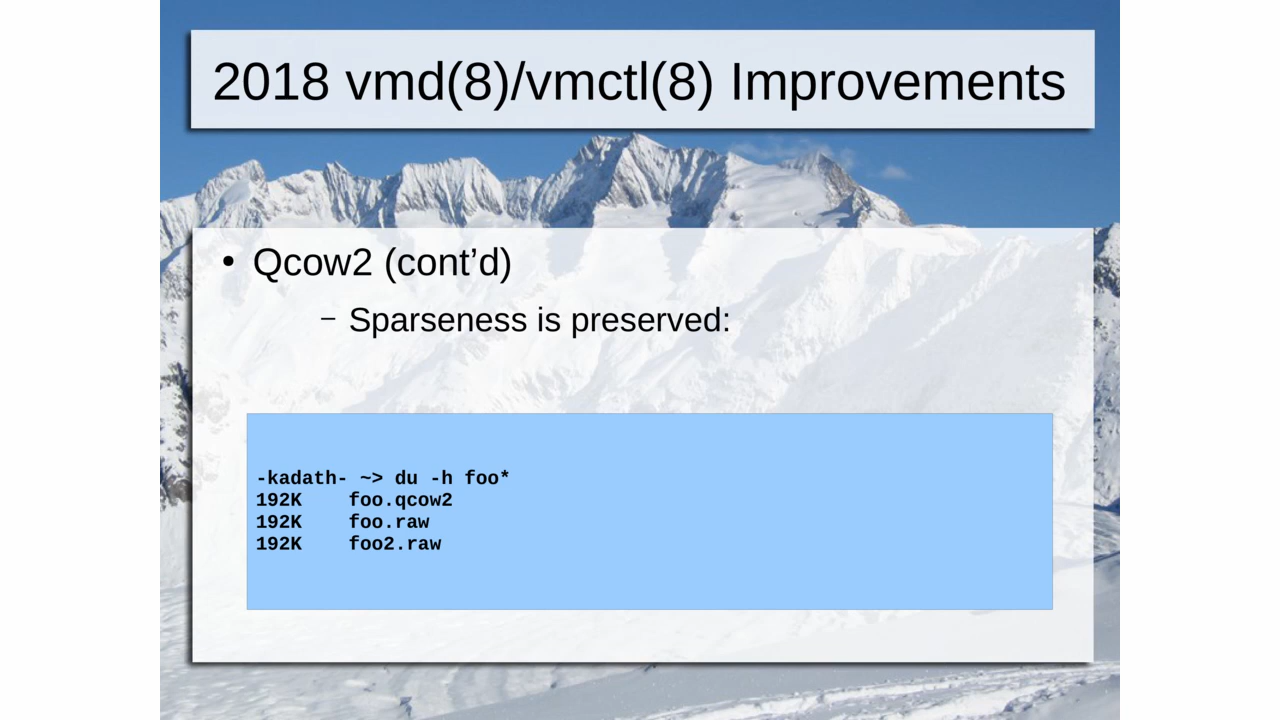 2018 vmd(8)/vmctl(8) Improvements
• Qcow2 (cont’d)
– Sparseness is preserved:
-kadath- ~> du -h foo*
192K    foo.qcow2
192K    foo.raw
192K    foo2.raw